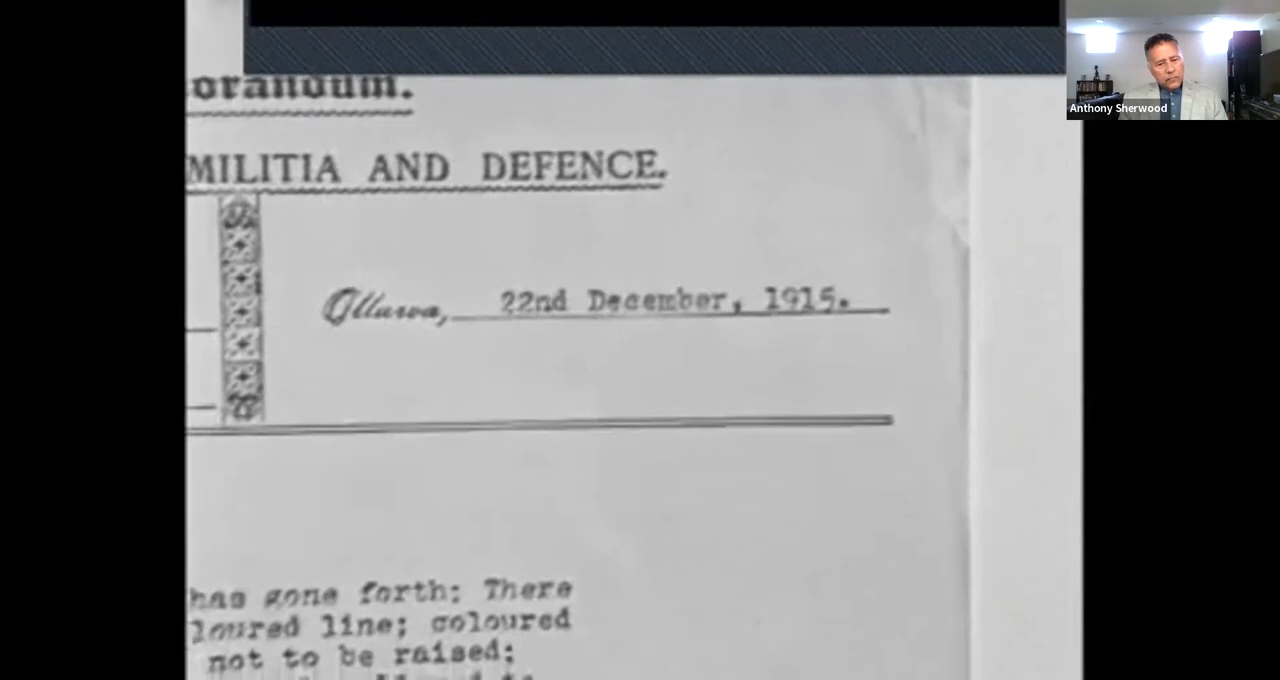 orandum.
Anthony Sherwood
MILITIA AND DEFENCE.
Ottawa, 22nd December, 1915.
has gone forth: There
loured line; coloured
not to be raised;
to